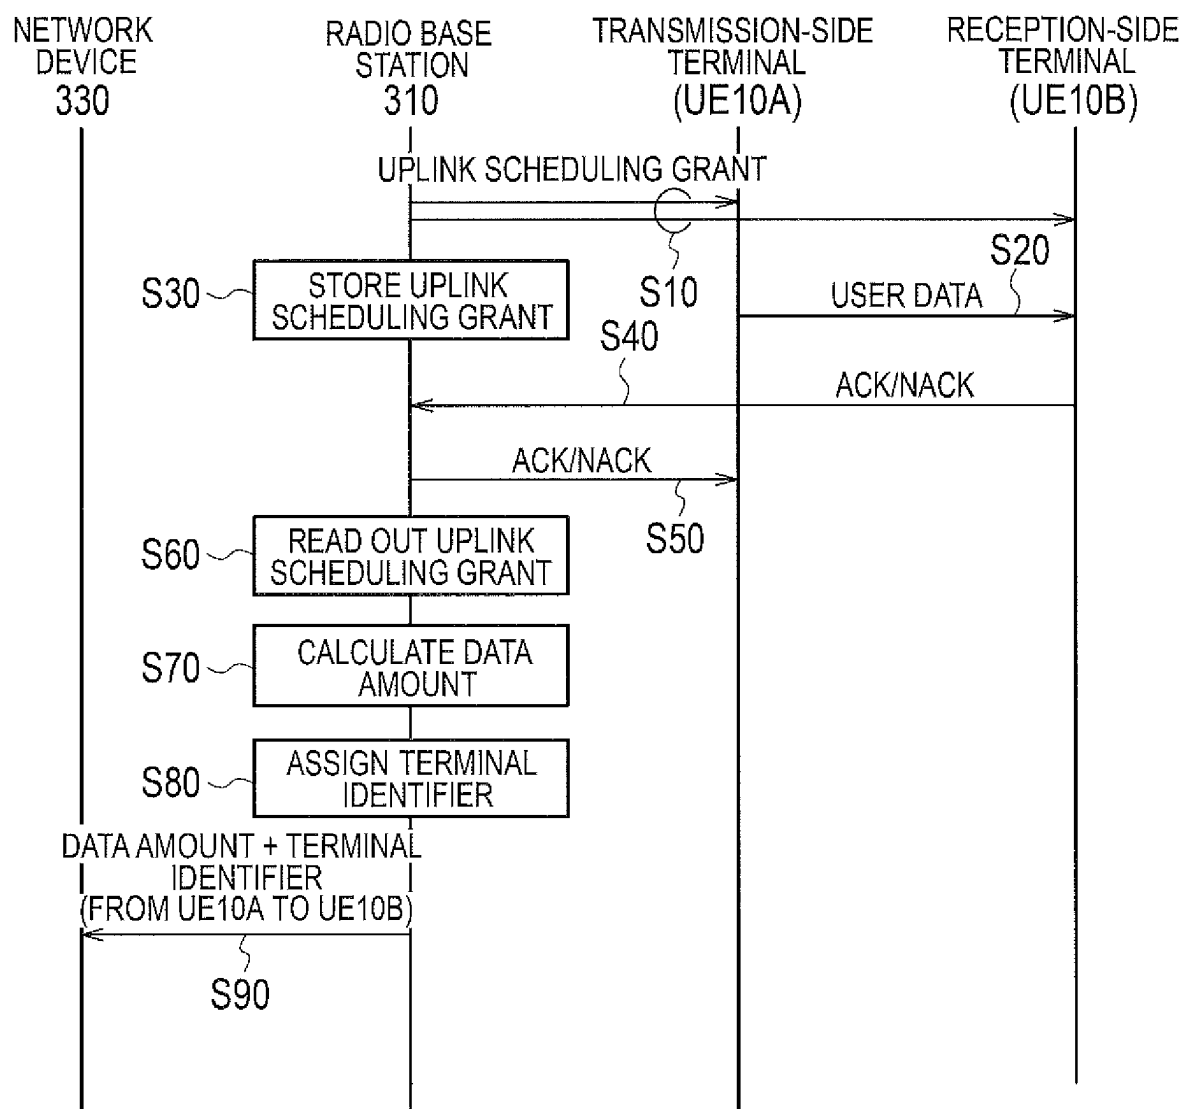 NETWORK
DEVICE
330
RADIO BASE
STATION
310
TRANSMISSION-SIDE
TERMINAL
(UE10A)
RECEPTION-SIDE
TERMINAL
(UE10B)
UPLINK SCHEDULING GRANT
S10
S20
USER DATA
S30
STORE UPLINK
SCHEDULING GRANT
S40
ACK/NACK
ACK/NACK
S50
S60
READ OUT UPLINK
SCHEDULING GRANT
S70
CALCULATE DATA
AMOUNT
S80
ASSIGN TERMINAL
IDENTIFIER
DATA AMOUNT + TERMINAL
IDENTIFIER
(FROM UE10A TO UE10B)
S90